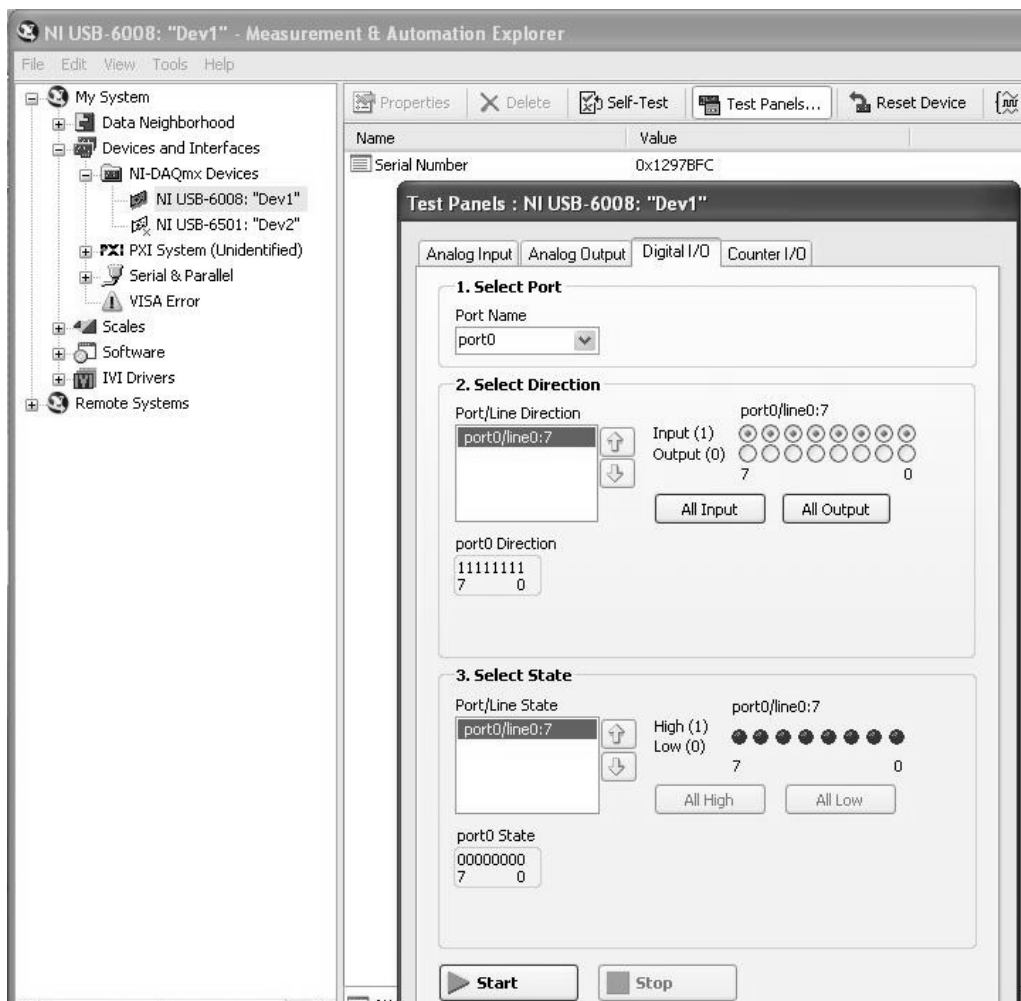 NI USB-6008: "Dev1" - Measurement & Automation Explorer
File Edit View Tools Help
My System
Data Neighborhood
Devices and Interfaces
NI-DAQmx Devices
NI USB-6008: "Dev1"
NI USB-6501: "Dev2"
PXI PXI System (Unidentified)
Serial & Parallel
VISA Error
Scales
Software
IVI Drivers
Remote Systems
Properties Delete Self-Test Test Panels... Reset Device
Name Value
Serial Number 0x1297BFC
Test Panels : NI USB-6008: "Dev1"
Analog Input Analog Output Digital I/O Counter I/O
1. Select Port
Port Name
port0
2. Select Direction
Port/Line Direction
port0/line0:7
port0/line0:7
Input (1)
Output (0)
7 0
All Input All Output
port0 Direction
11111111
7 0
3. Select State
Port/Line State
port0/line0:7
port0/line0:7
High (1)
Low (0)
7 0
All High All Low
port0 State
00000000
7 0
Start Stop